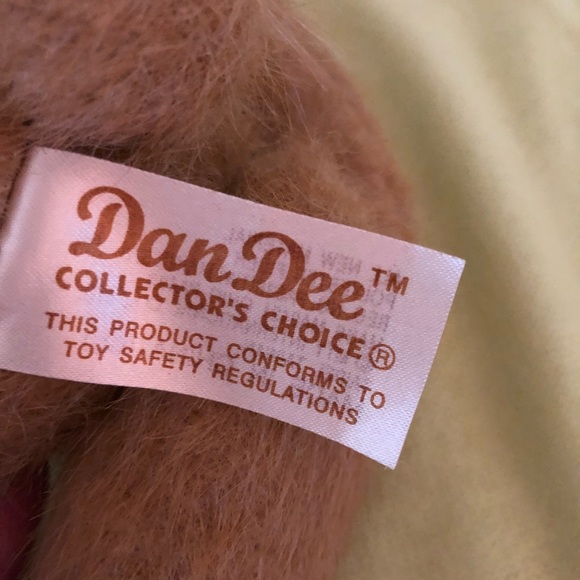 Dan Dee™
COLLECTOR'S CHOICE®
THIS PRODUCT CONFORMS TO
TOY SAFETY REGULATIONS